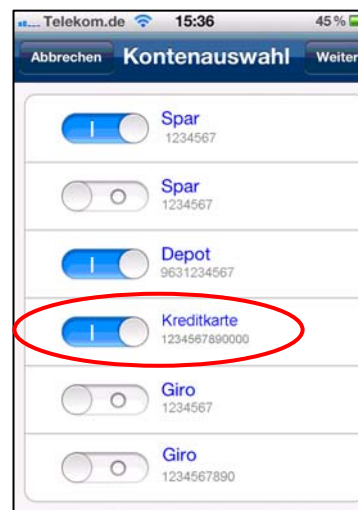 Telekom.de 15:36 45 %
Abbrechen Kontenauswahl Weiter
Spar
1234567
Spar
1234567
Depot
9631234567
Kreditkarte
1234567890000
Giro
1234567
Giro
1234567890